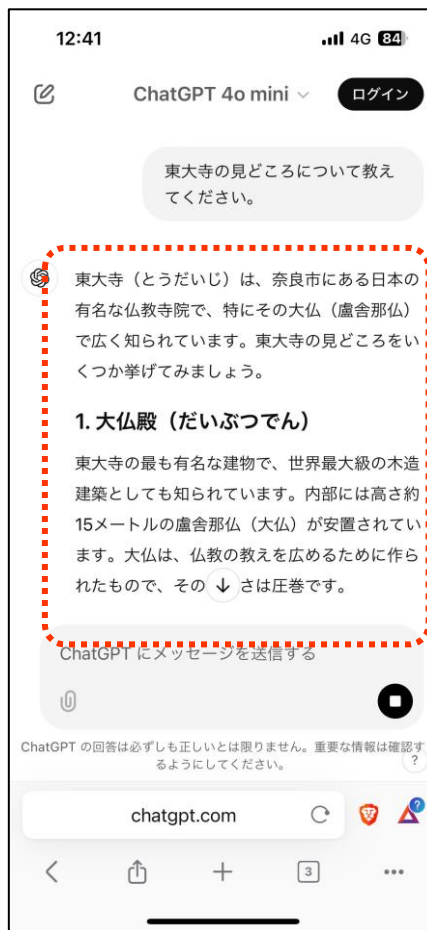 12:41
4G 84
ChatGPT 4o mini
ログイン
東大寺の見どころについて教え
てください。
東大寺（とうだいじ）は、奈良市にある日本の
有名な仏教寺院で、特にその大仏（盧舎那仏）
で広く知られています。東大寺の見どころをい
くつか挙げてみましょう。
1. 大仏殿（だいぶつでん）
東大寺の最も有名な建物で、世界最大級の木造
建築としても知られています。内部には高さ約
15メートルの盧舎那仏（大仏）が安置されてい
ます。大仏は、仏教の教えを広めるために作ら
れたもので、その さは圧巻です。
ChatGPT にメッセージを送信する
ChatGPT の回答は必ずしも正しいとは限りません。重要な情報は確認す
るようにしてください。
?
chatgpt.com
?
3